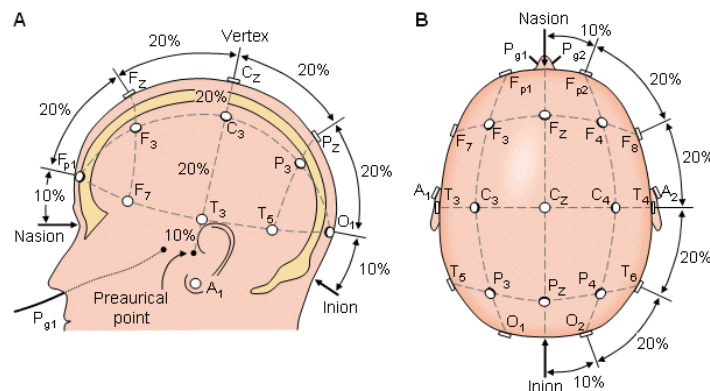 A
Vertex
20%
20%
Fz
Cz
20%
20%
20%
F3
C3
Pz
P3
20%
20%
Fp1
10%
F7
T3
T5
O1
Nasion
10%
10%
Preaurical
point
A1
Inion
Pg1
B
Nasion
10%
Pg1
Pg2
20%
Fp1
Fp2
F7
F3
Fz
F4
F8
20%
A1
T3
C3
Cz
C4
T4
A2
20%
T5
P3
Pz
P4
T6
O1
O2
20%
10%
Inion